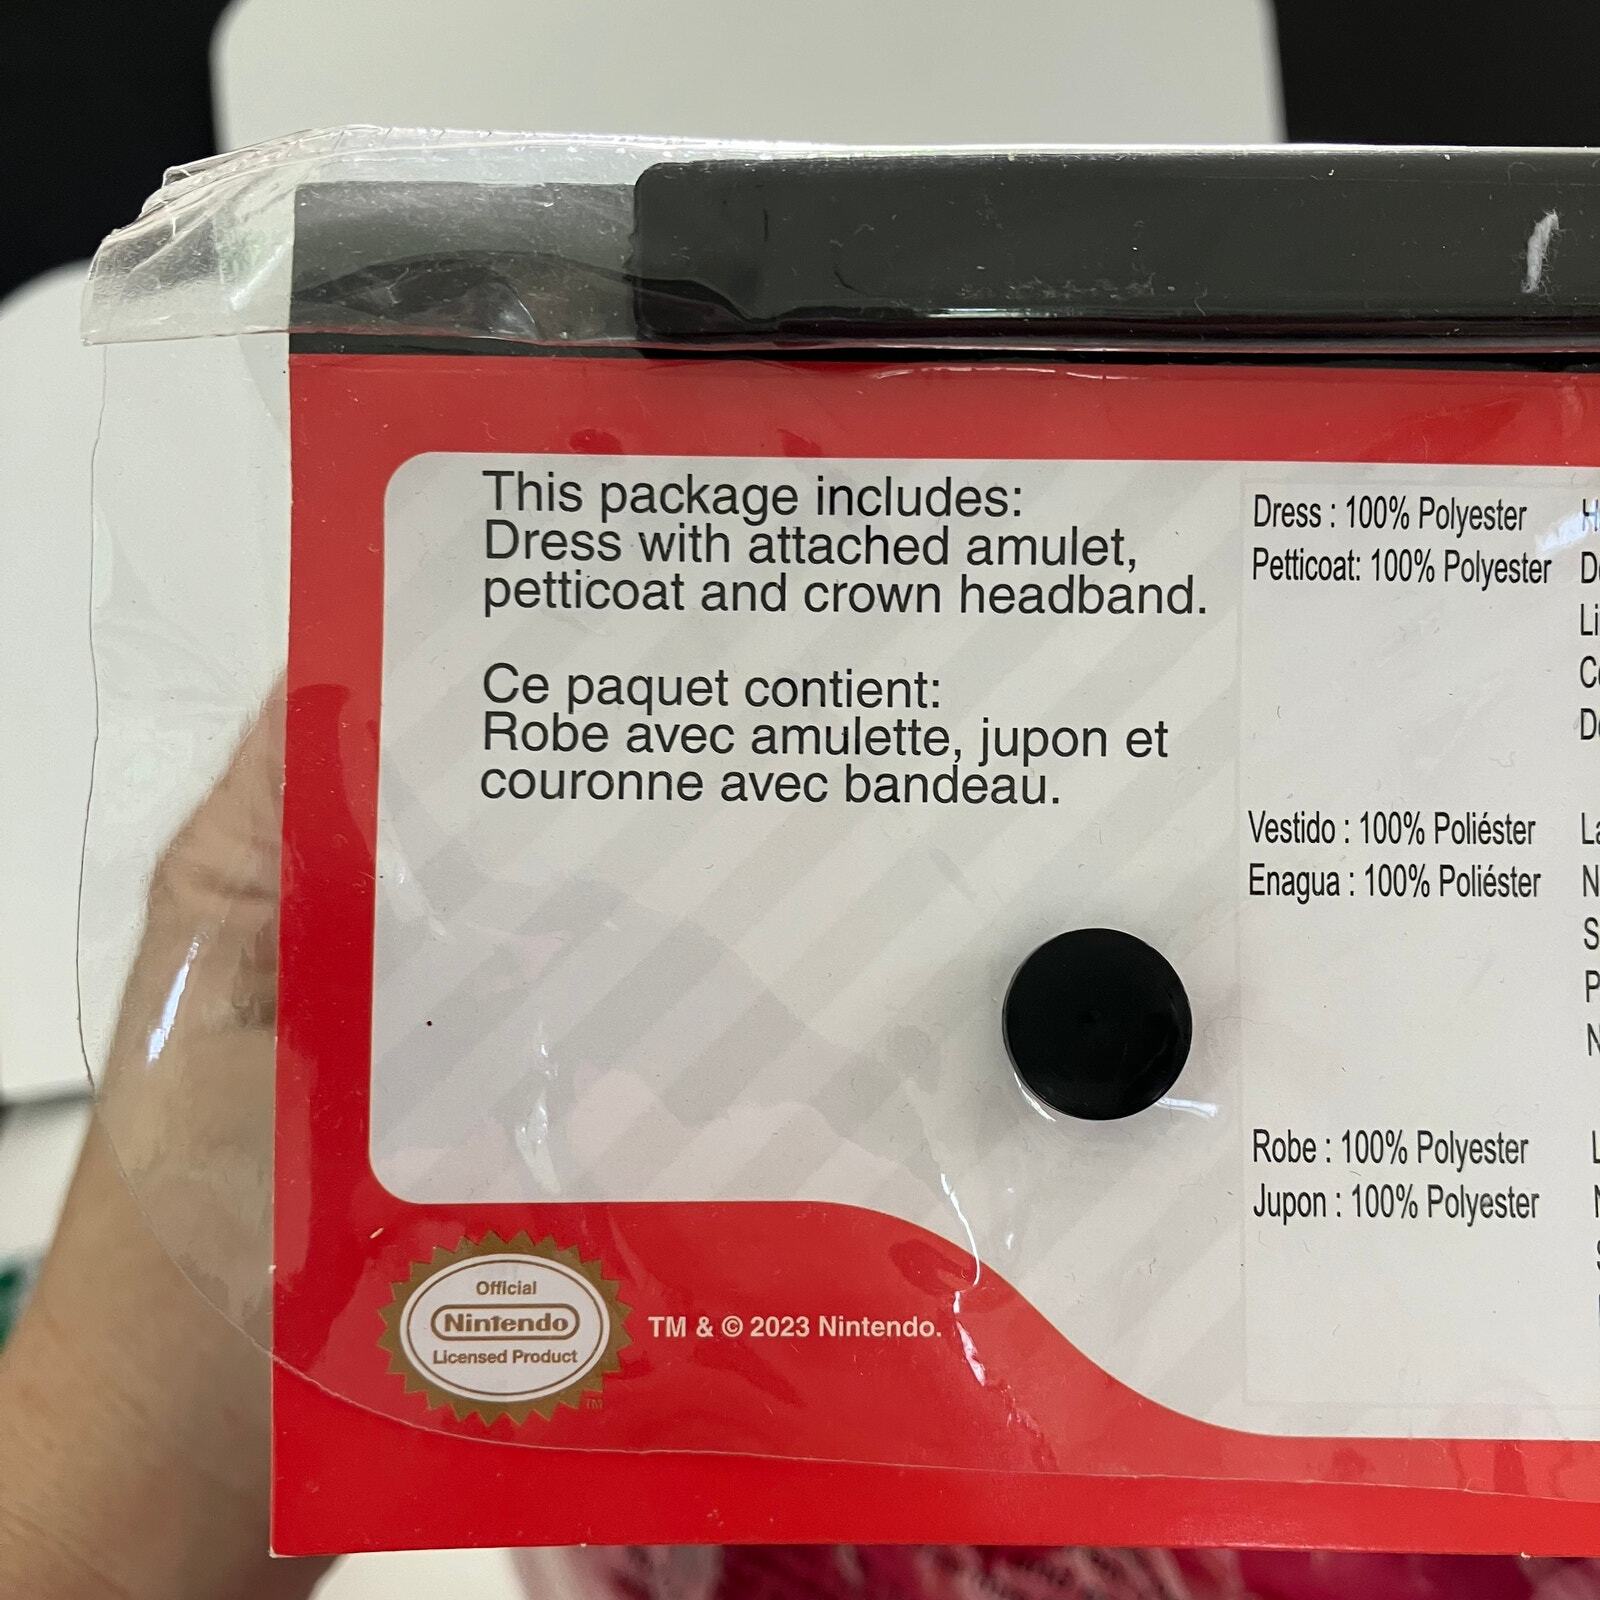 This package includes:
Dress with attached amulet,
petticoat and crown headband.
Ce paquet contient:
Robe avec amulette, jupon et
couronne avec bandeau.
Dress : 100% Polyester
Petticoat: 100% Polyester
Vestido : 100% Poliéster
Enagua : 100% Poliéster
Robe : 100% Polyester
Jupon : 100% Polyester
Official
Nintendo
Licensed Product
TM
TM & © 2023 Nintendo.